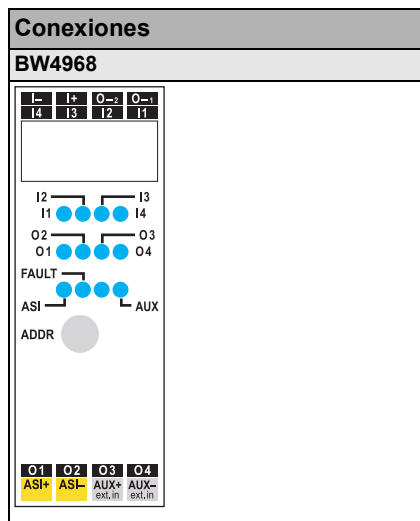 Conexiones
BW4968
I– I+ O–2 O–1
I4 I3 I2 I1
I2 I3
I1 I4
O2 O3
O1 O4
FAULT
ASI AUX
ADDR
O1 O2 O3 O4
ASI+ ASI– AUX+ AUX–
ext.in ext.in